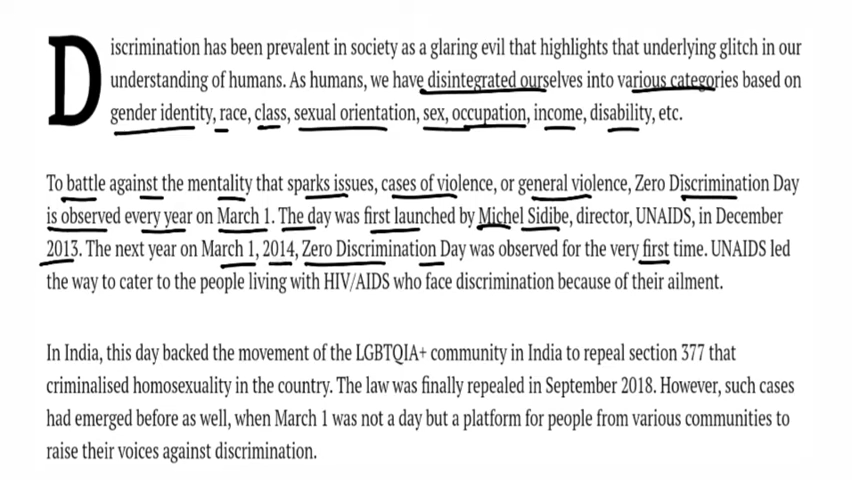 Discrimination has been prevalent in society as a glaring evil that highlights that underlying glitch in our
understanding of humans. As humans, we have disintegrated ourselves into various categories based on
gender identity, race, class, sexual orientation, sex, occupation, income, disability, etc.
To battle against the mentality that sparks issues, cases of violence, or general violence, Zero Discrimination Day
is observed every year on March 1. The day was first launched by Michel Sidibe, director, UNAIDS, in December
2013. The next year on March 1, 2014, Zero Discrimination Day was observed for the very first time. UNAIDS led
the way to cater to the people living with HIV/AIDS who face discrimination because of their ailment.
In India, this day backed the movement of the LGBTQIA+ community in India to repeal section 377 that
criminalised homosexuality in the country. The law was finally repealed in September 2018. However, such cases
had emerged before as well, when March 1 was not a day but a platform for people from various communities to
raise their voices against discrimination.